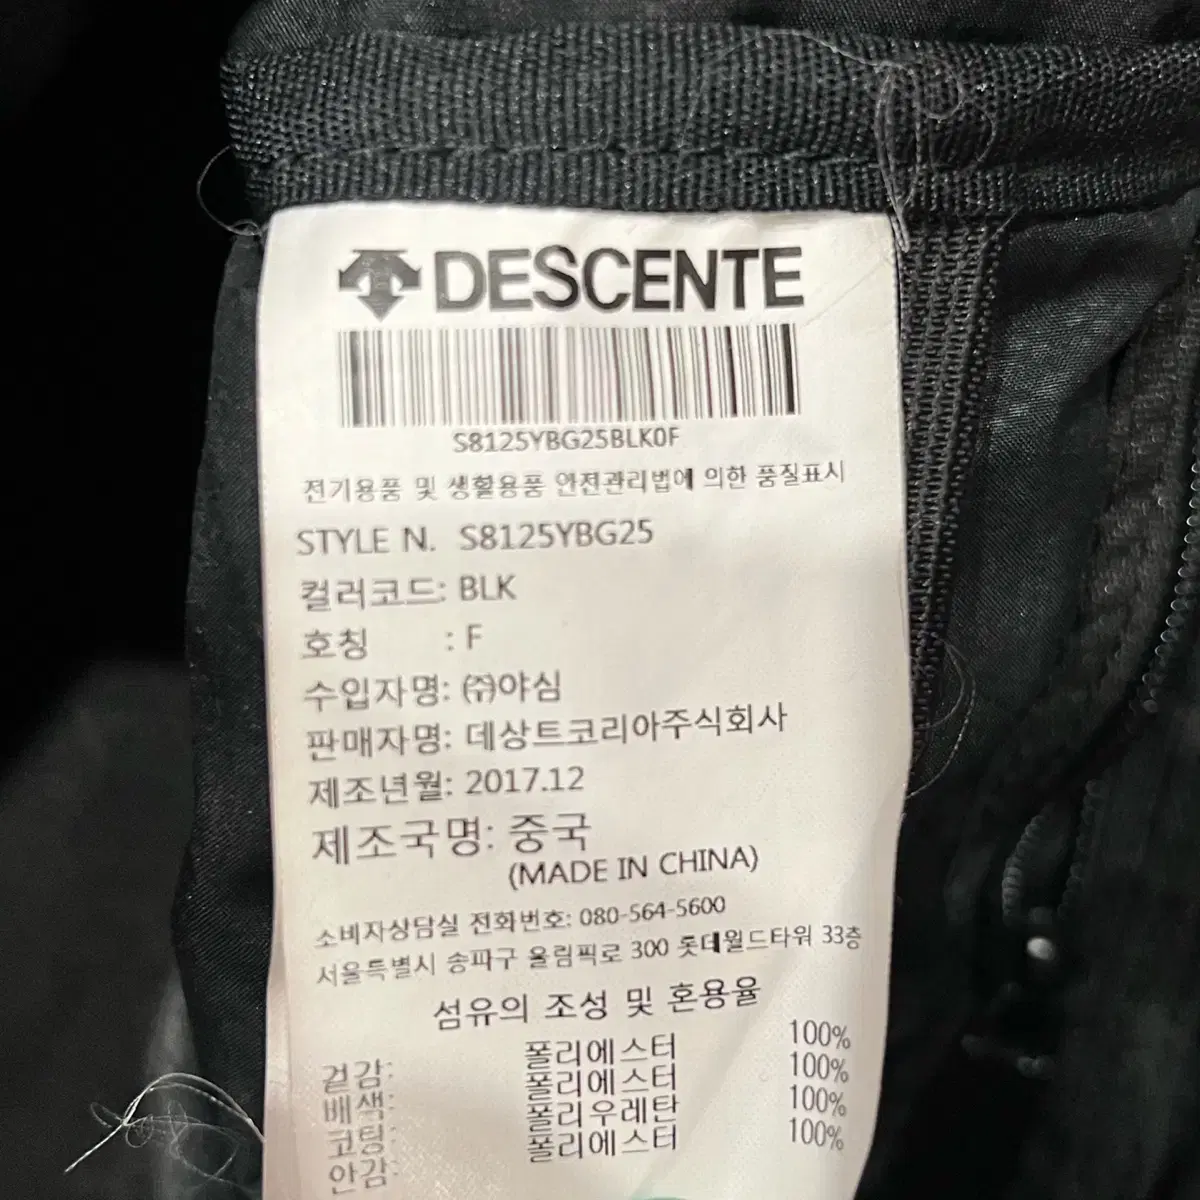 DESCENTE
S8125YBG25BLK0F
전기용품 및 생활용품 안전관리법에 의한 품질표시
STYLE N. S8125YBG25
컬러코드: BLK
호칭 : F
수입자명: (주)야심
판매자명: 데상트코리아주식회사
제조년월: 2017.12
제조국명: 중국
(MADE IN CHINA)
소비자상담실 전화번호: 080-564-5600
서울특별시 송파구 올림픽로 300 롯데월드타워 33층
섬유의 조성 및 혼용율
겉감: 폴리에스터 100%
배색: 폴리에스터 100%
코팅: 폴리우레탄 100%
안감: 폴리에스터 100%